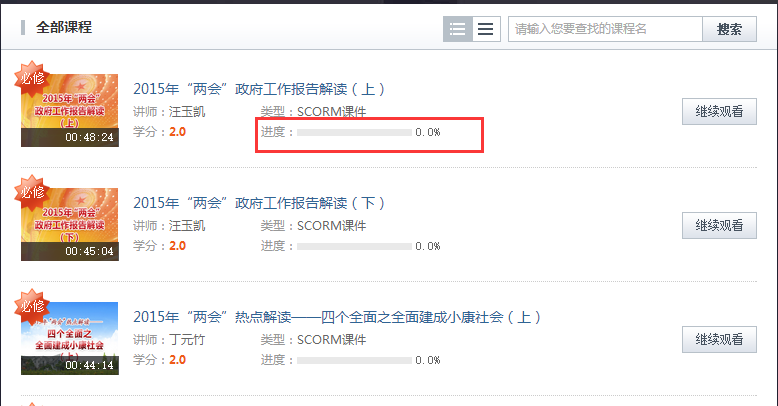 全部课程
请输入您要查找的课程名
搜索
必修
2015年“两会”
政府工作报告解读
（上）
00:48:24
2015年“两会”政府工作报告解读（上）
讲师：汪玉凯
类型：SCORM课件
学分：2.0
进度：
0.0%
继续观看
必修
2015年“两会”
政府工作报告解读
（下）
00:45:04
2015年“两会”政府工作报告解读（下）
讲师：汪玉凯
类型：SCORM课件
学分：2.0
进度：
0.0%
继续观看
必修
四个全面之
全面建成小康社会
（上）
00:44:14
2015年“两会”热点解读——四个全面之全面建成小康社会（上）
讲师：丁元竹
类型：SCORM课件
学分：2.0
进度：
0.0%
继续观看